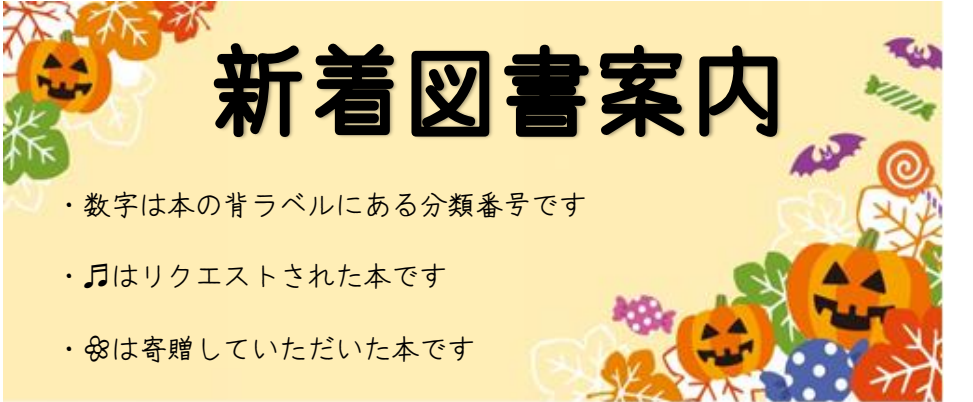 新着図書案内
・数字は本の背ラベルにある分類番号です
・♬はリクエストされた本です
・🏵は寄贈していただいた本です